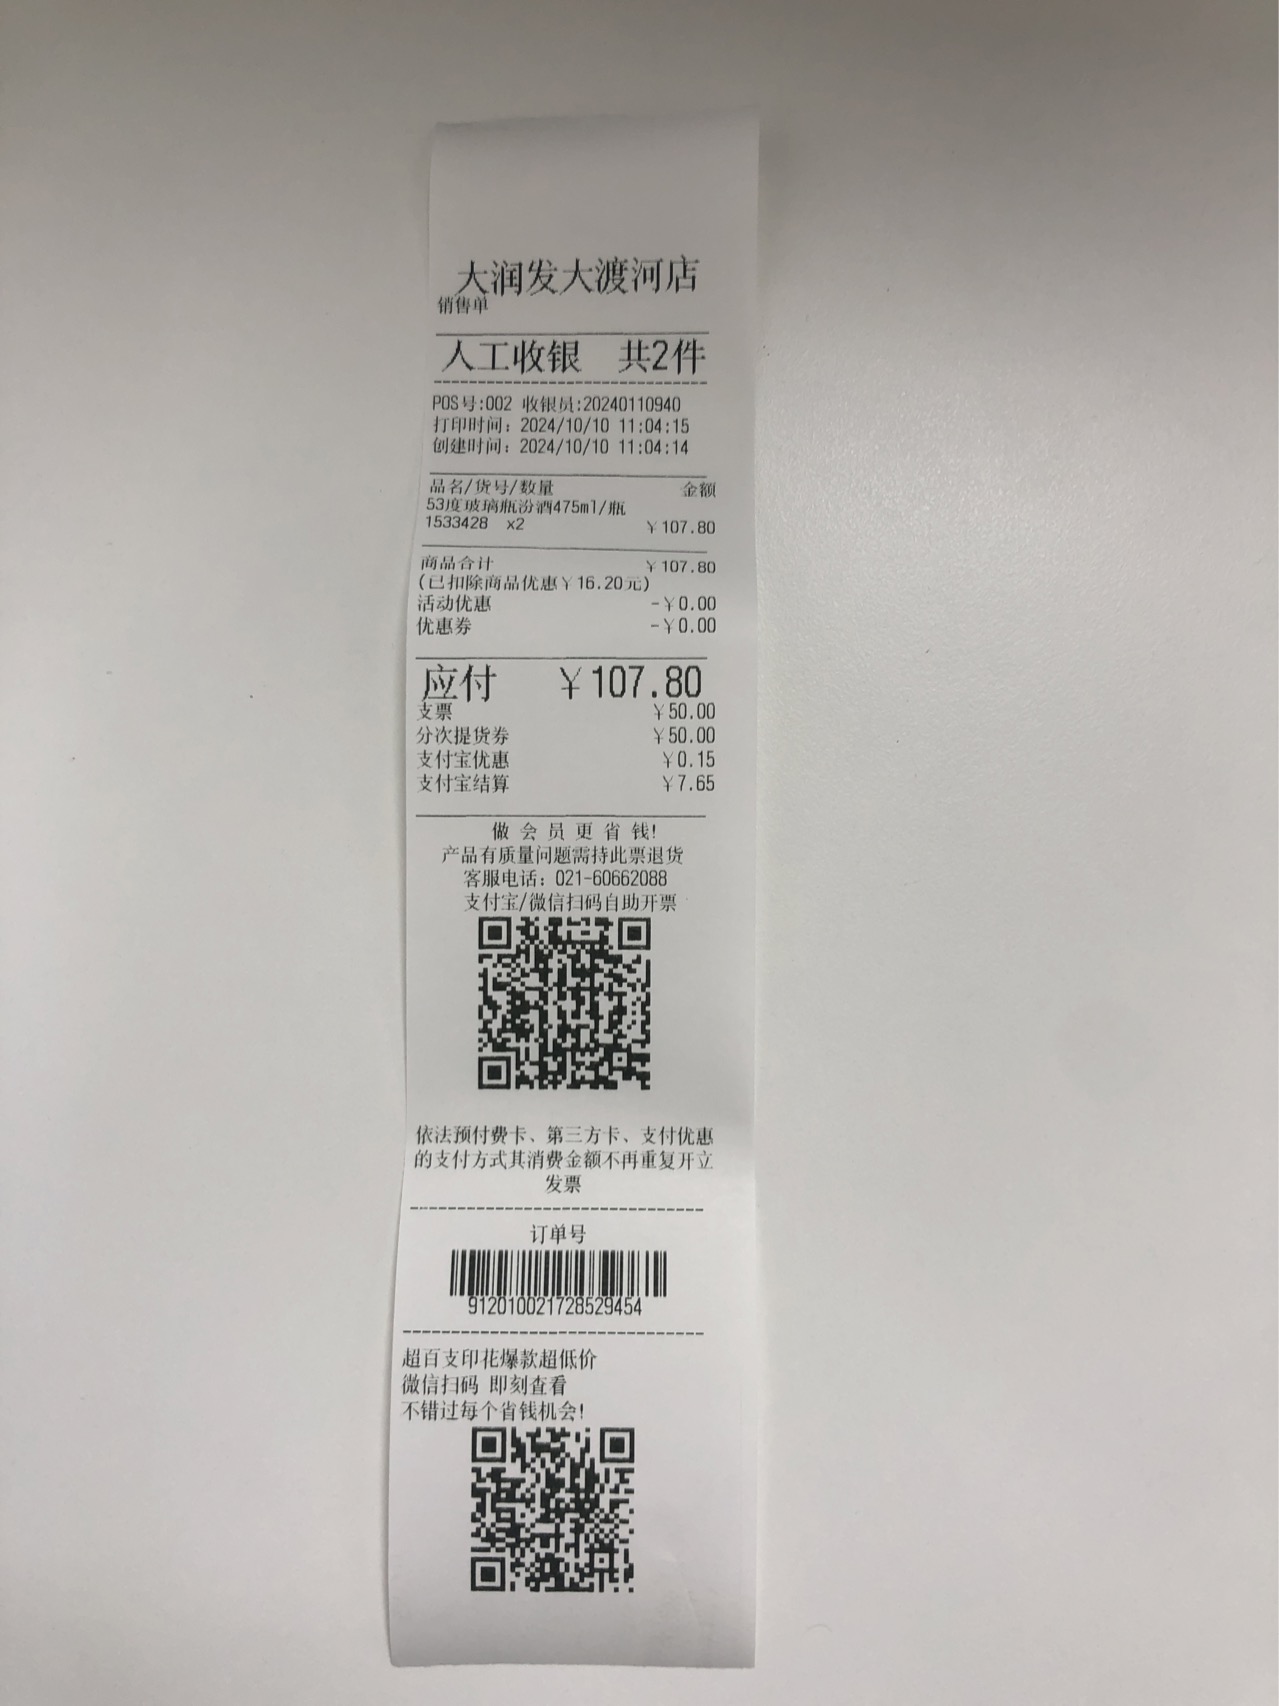 大润发大渡河店
销售单
人工收银 共2件
POS号:002 收银员:20240110940
打印时间: 2024/10/10 11:04:15
创建时间: 2024/10/10 11:04:14
品名/货号/数量 金额
53度玻璃瓶汾酒475ml/瓶
1533428 x2 ￥107.80
商品合计 ￥107.80
(已扣除商品优惠￥16.20元)
活动优惠 -￥0.00
优惠券 -￥0.00
应付 ￥107.80
支票 ￥50.00
分次提货券 ￥50.00
支付宝优惠 ￥0.15
支付宝结算 ￥7.65
做 会 员 更 省 钱!
产品有质量问题需持此票退货
客服电话: 021-60662088
支付宝/微信扫码自助开票
依法预付费卡、第三方卡、支付优惠
的支付方式其消费金额不再重复开立
发票
订单号
912010021728529454
超百支印花爆款超低价
微信扫码 即刻查看
不错过每个省钱机会!